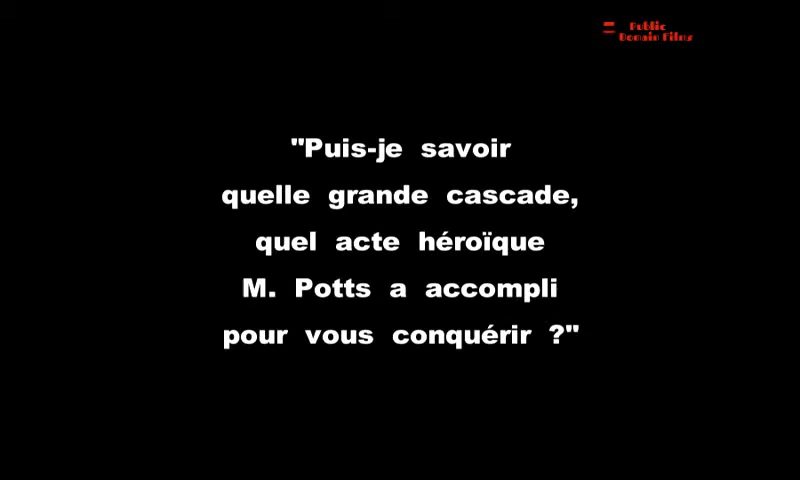 Public
Domain Films
"Puis-je savoir
quelle grande cascade,
quel acte héroïque
M. Potts a accompli
pour vous conquérir ?"